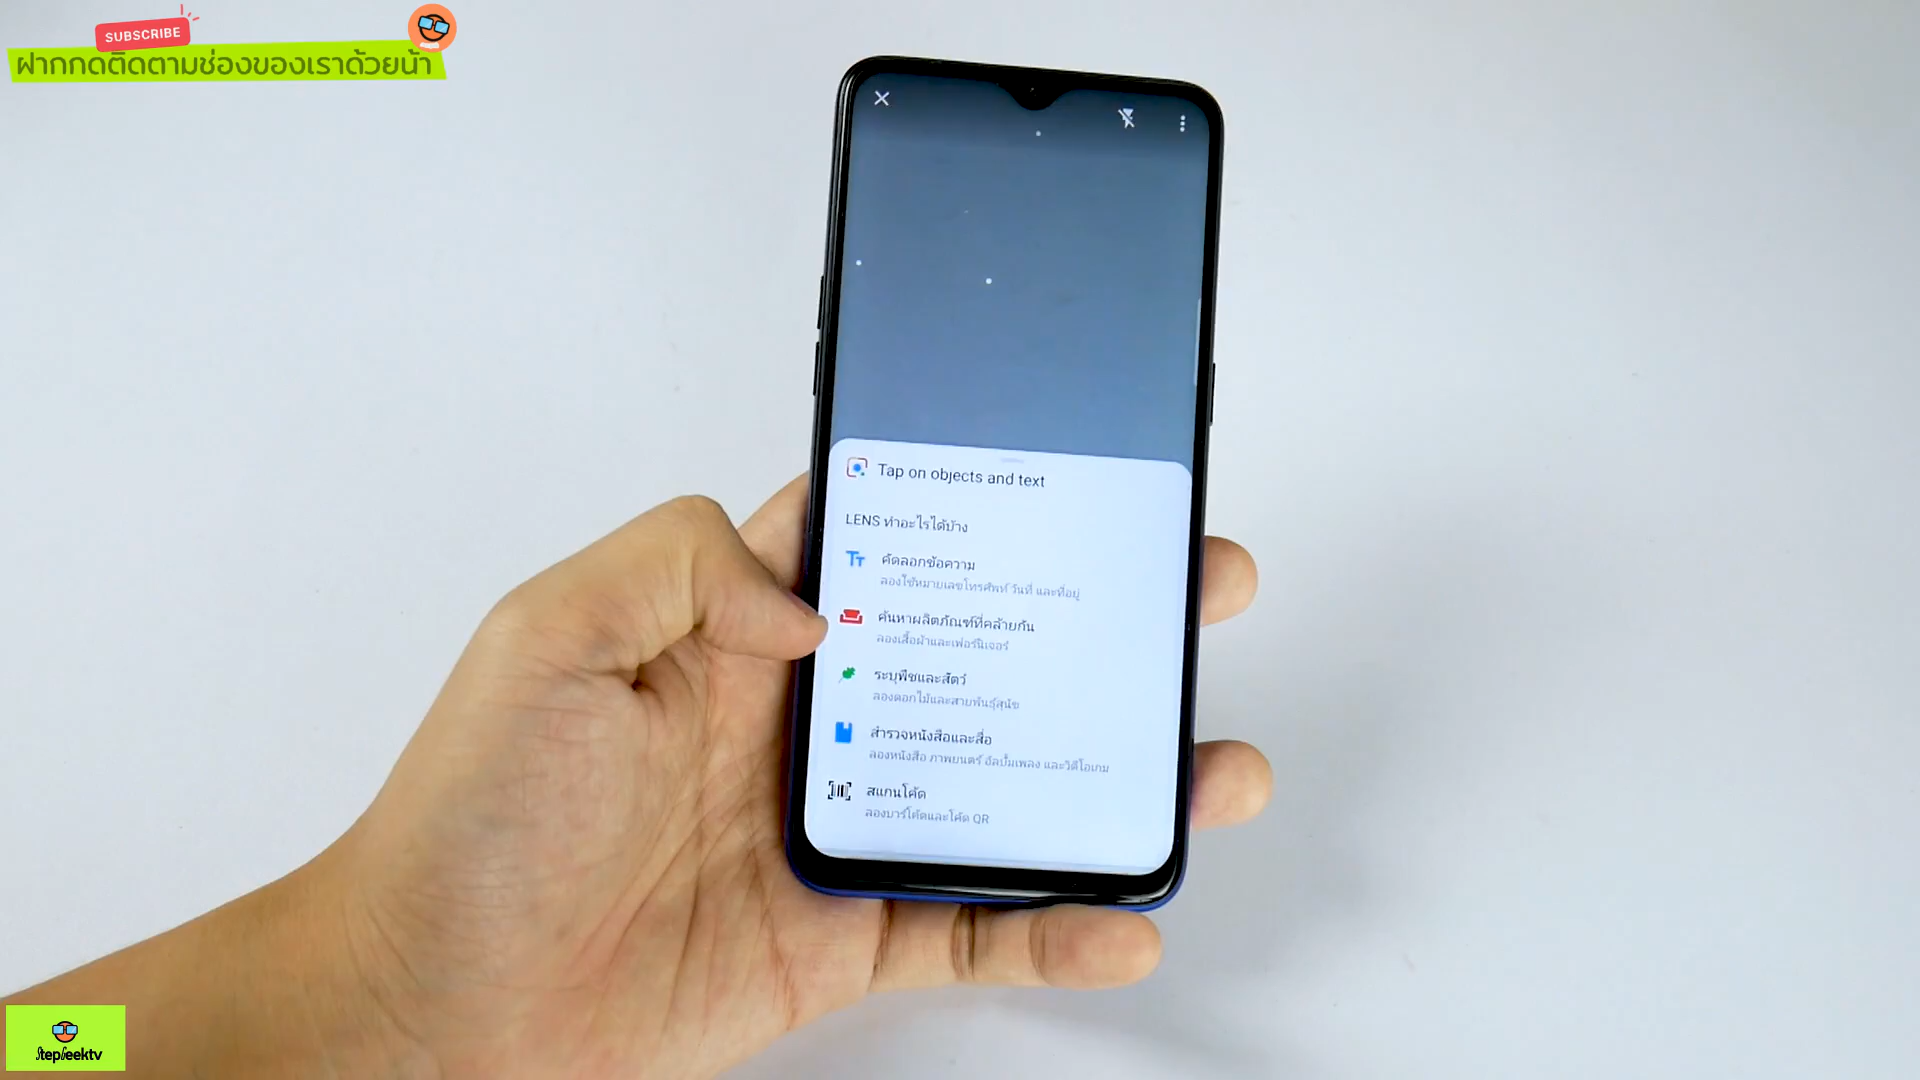 SUBSCRIBE
ฝากกดติดตามช่องของเราด้วยน้า
Tap on objects and text
LENS ทำอะไรได้บ้าง
คัดลอกข้อความ
ลองใช้หมายเลขโทรศัพท์ วันที่ และที่อยู่
ค้นหาผลิตภัณฑ์ที่คล้ายกัน
ลองเสื้อผ้าและเฟอร์นิเจอร์
ระบุพืชและสัตว์
ลองดอกไม้และสายพันธุ์สุนัข
สำรวจหนังสือและสื่อ
ลองหนังสือ ภาพยนตร์ อัลบั้มเพลง และวิดีโอเกม
สแกนโค้ด
ลองบาร์โค้ดและโค้ด QR
StepGeektv